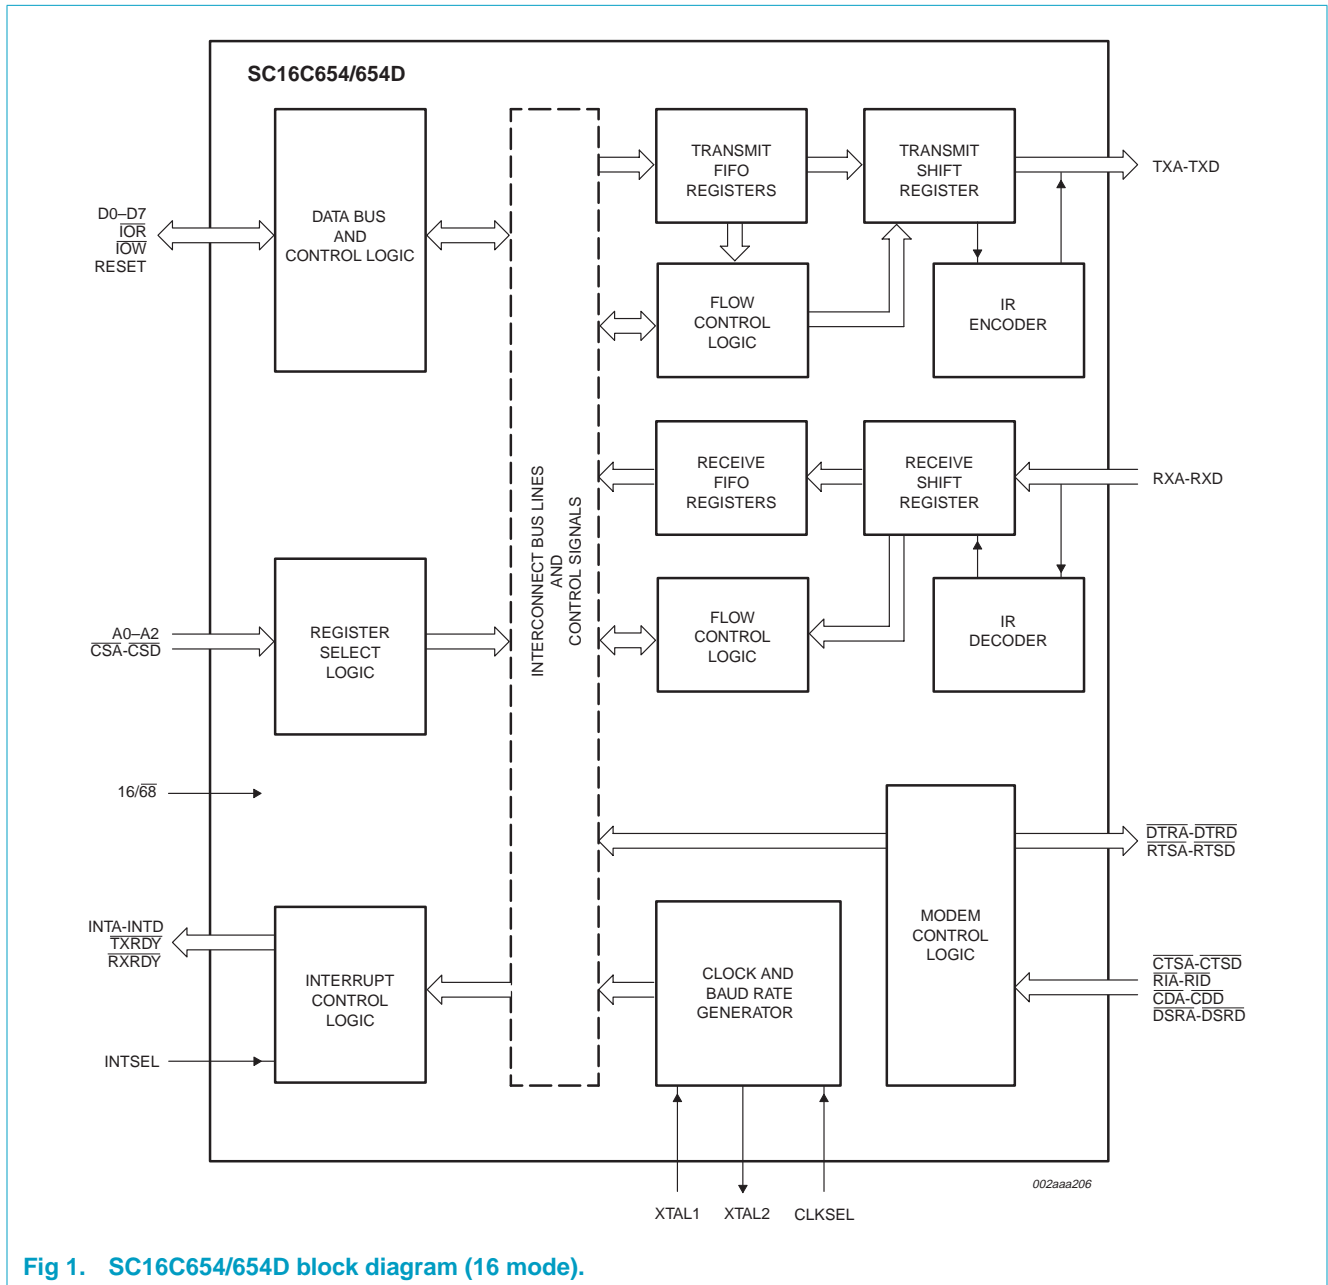 SC16C654/654D
TRANSMIT
FIFO
REGISTERS
TRANSMIT
SHIFT
REGISTER
TXA-TXD
D0–D7
IOR
IOW
RESET
DATA BUS
AND
CONTROL LOGIC
FLOW
CONTROL
LOGIC
IR
ENCODER
INTERCONNECT BUS LINES
AND
CONTROL SIGNALS
RECEIVE
FIFO
REGISTERS
RECEIVE
SHIFT
REGISTER
RXA-RXD
A0–A2
CSA-CSD
REGISTER
SELECT
LOGIC
FLOW
CONTROL
LOGIC
IR
DECODER
16/68
DTRA-DTRD
RTSA-RTSD
MODEM
CONTROL
LOGIC
INTA-INTD
TXRDY
RXRDY
INTERRUPT
CONTROL
LOGIC
CLOCK AND
BAUD RATE
GENERATOR
CTSA-CTSD
RIA-RID
CDA-CDD
DSRA-DSRD
INTSEL
XTAL1
XTAL2
CLKSEL
002aaa206
Fig 1. SC16C654/654D block diagram (16 mode).